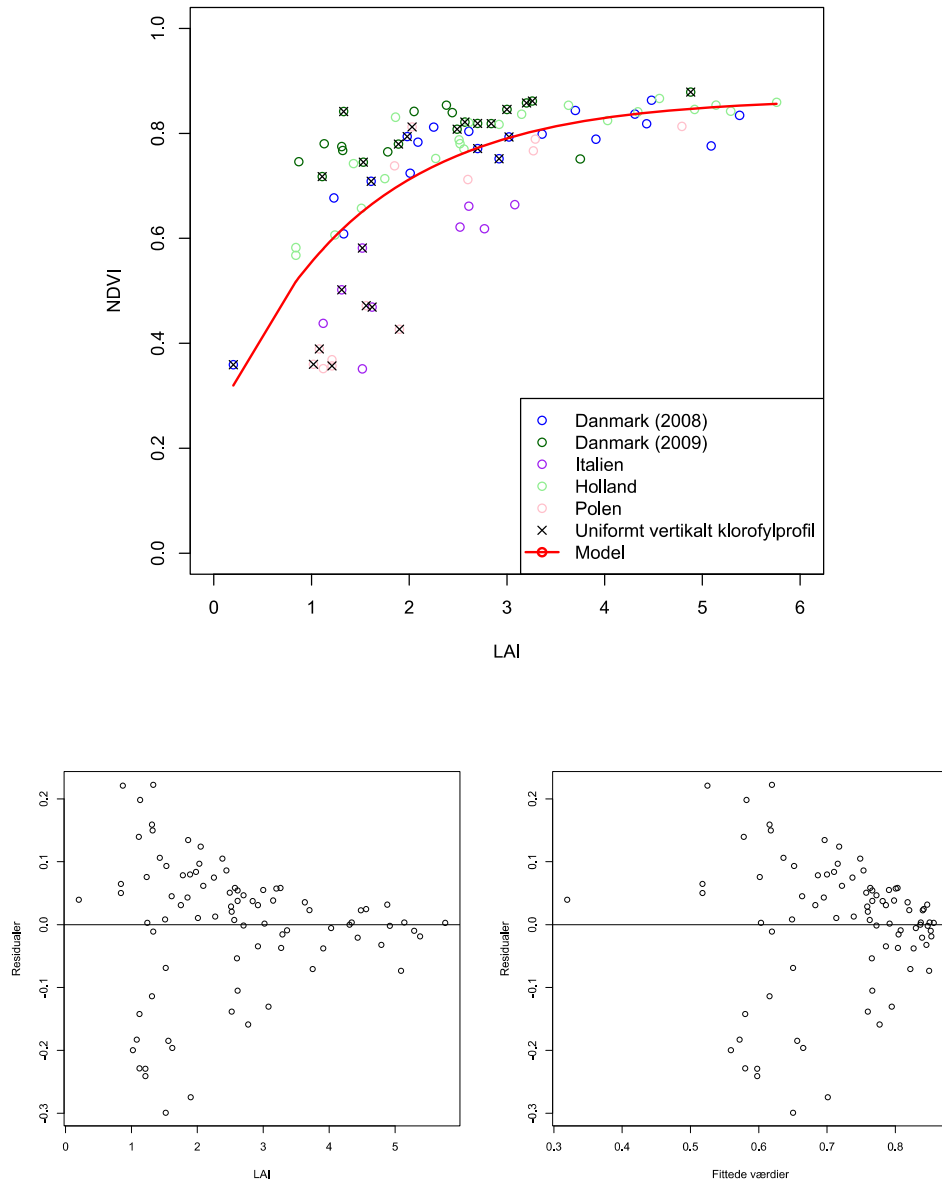 1.0
0.8
0.6
0.4
0.2
0.0
NDVI
0 1 2 3 4 5 6
LAI
Danmark (2008)
Danmark (2009)
Italien
Holland
Polen
Uniformt vertikalt klorofylprofil
Model
0.2
0.1
0.0
-0.1
-0.2
-0.3
Residualer
0 1 2 3 4 5
LAI
0.2
0.1
0.0
-0.1
-0.2
-0.3
Residualer
0.3 0.4 0.5 0.6 0.7 0.8
Fittede værdier